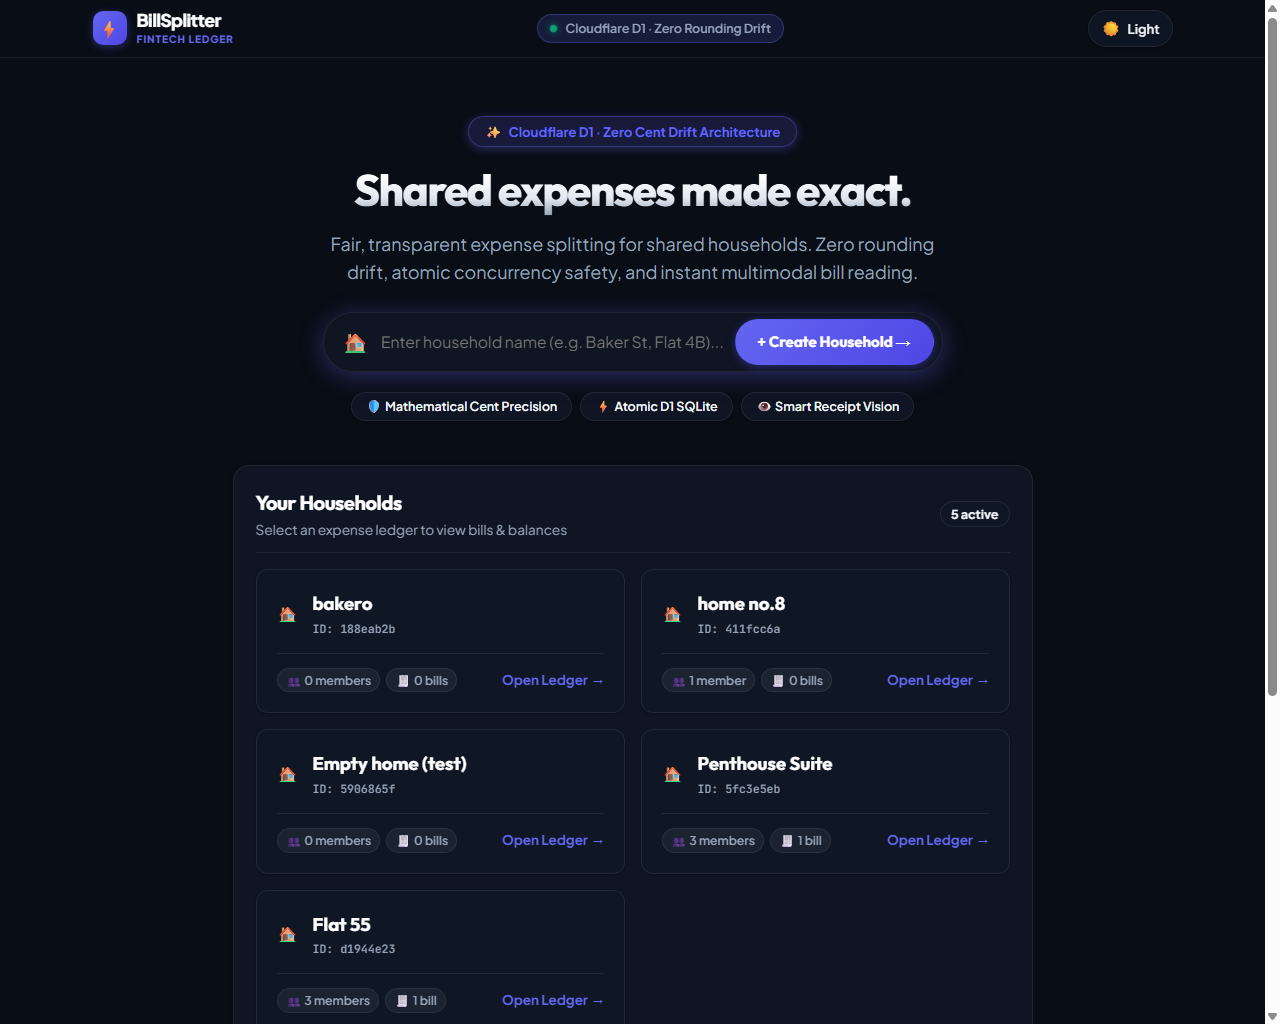 BillSplitter
FINTECH LEDGER
Cloudflare D1 · Zero Rounding Drift
Light
Cloudflare D1 · Zero Cent Drift Architecture
Shared expenses made exact.
Fair, transparent expense splitting for shared households. Zero rounding
drift, atomic concurrency safety, and instant multimodal bill reading.
Enter household name (e.g. Baker St, Flat 4B)...
+ Create Household →
Mathematical Cent Precision
Atomic D1 SQLite
Smart Receipt Vision
Your Households
Select an expense ledger to view bills & balances
5 active
bakero
ID: 188eab2b
0 members
0 bills
Open Ledger →
home no.8
ID: 411fcc6a
1 member
0 bills
Open Ledger →
Empty home (test)
ID: 5906865f
0 members
0 bills
Open Ledger →
Penthouse Suite
ID: 5fc3e5eb
3 members
1 bill
Open Ledger →
Flat 55
ID: d1944e23
3 members
1 bill
Open Ledger →